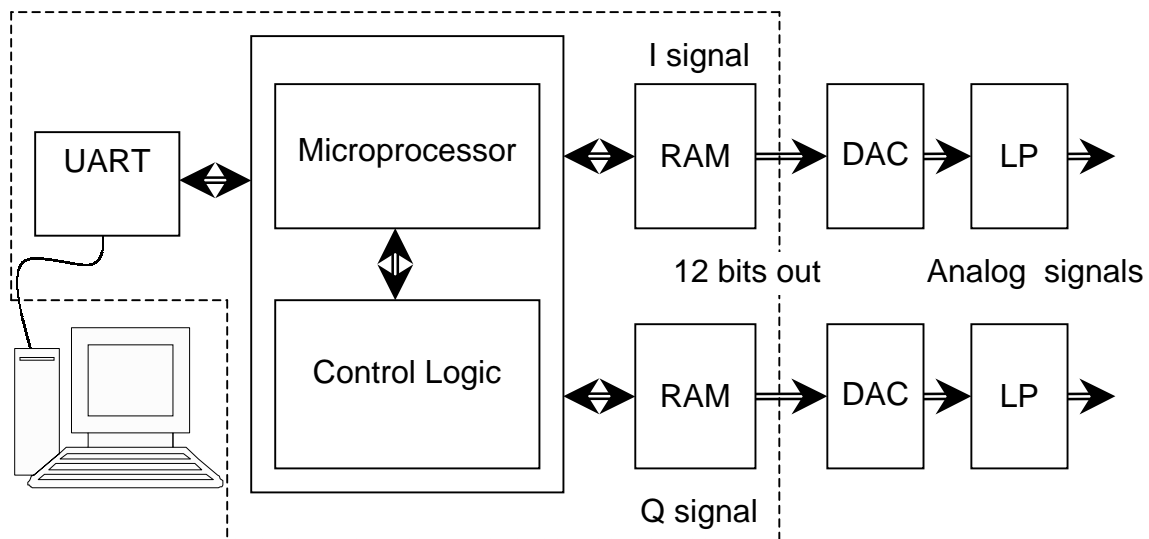 I signal
UART
Microprocessor
RAM
DAC
LP
12 bits out
Analog signals
Control Logic
RAM
DAC
LP
Q signal